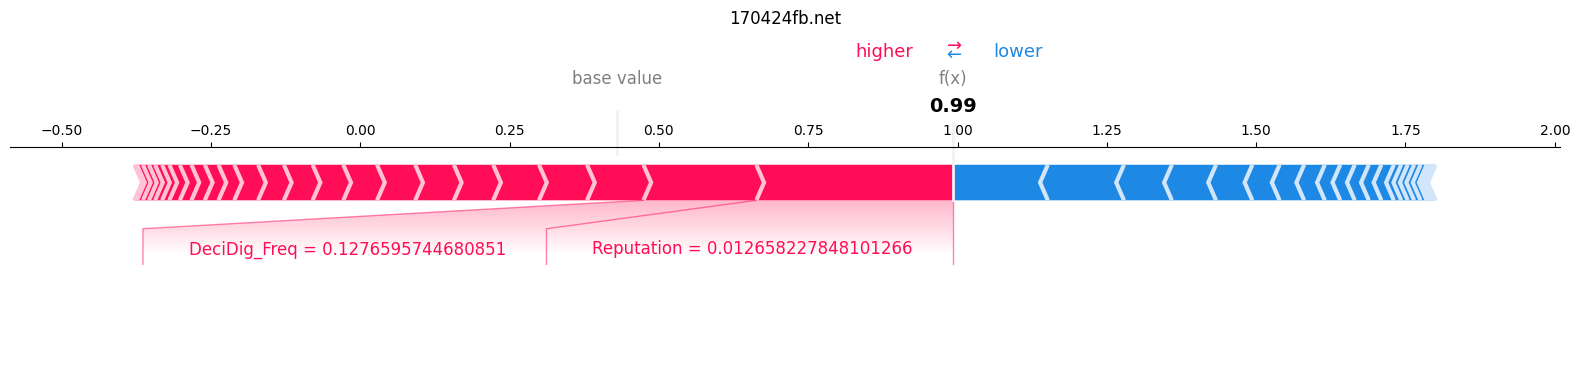 170424fb.net
higher ⇄ lower
base value f(x)
0.99
−0.50 −0.25 0.00 0.25 0.50 0.75 1.00 1.25 1.50 1.75 2.00
DeciDig_Freq = 0.1276595744680851 Reputation = 0.012658227848101266